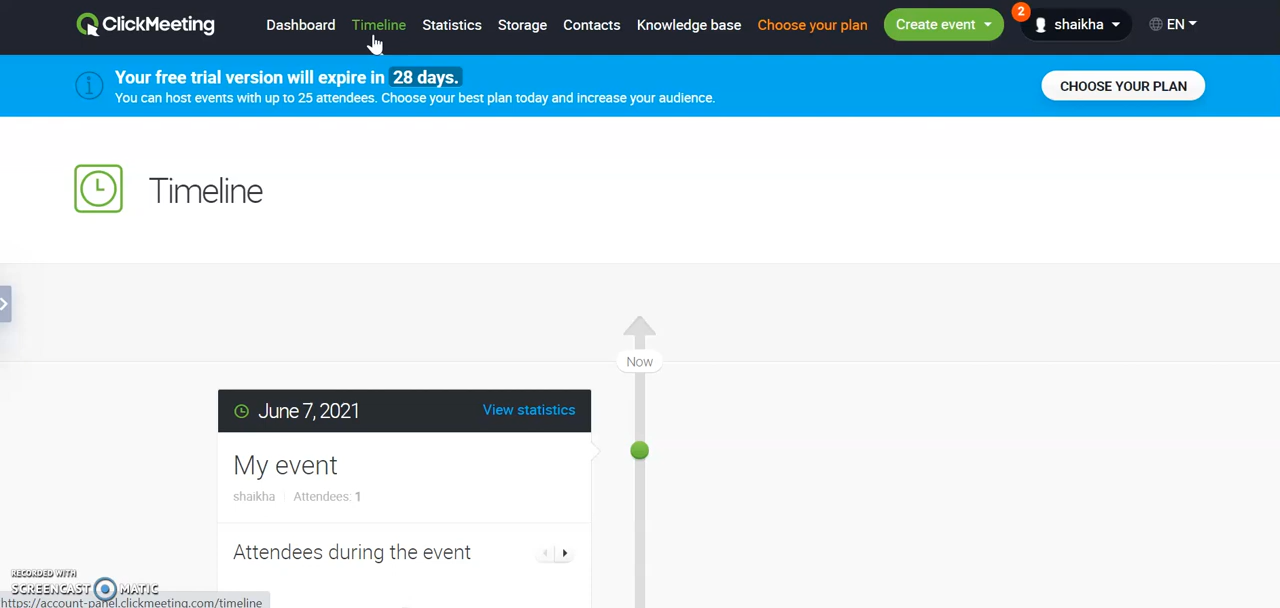 ClickMeeting Dashboard Timeline Statistics Storage Contacts Knowledge base Choose your plan Create event 2 shaikha EN
Your free trial version will expire in 28 days.
You can host events with up to 25 attendees. Choose your best plan today and increase your audience.
CHOOSE YOUR PLAN
Timeline
Now
June 7, 2021 View statistics
My event
shaikha Attendees: 1
Attendees during the event
RECORDED WITH
SCREENCAST MATIC
https://account-panel.clickmeeting.com/timeline